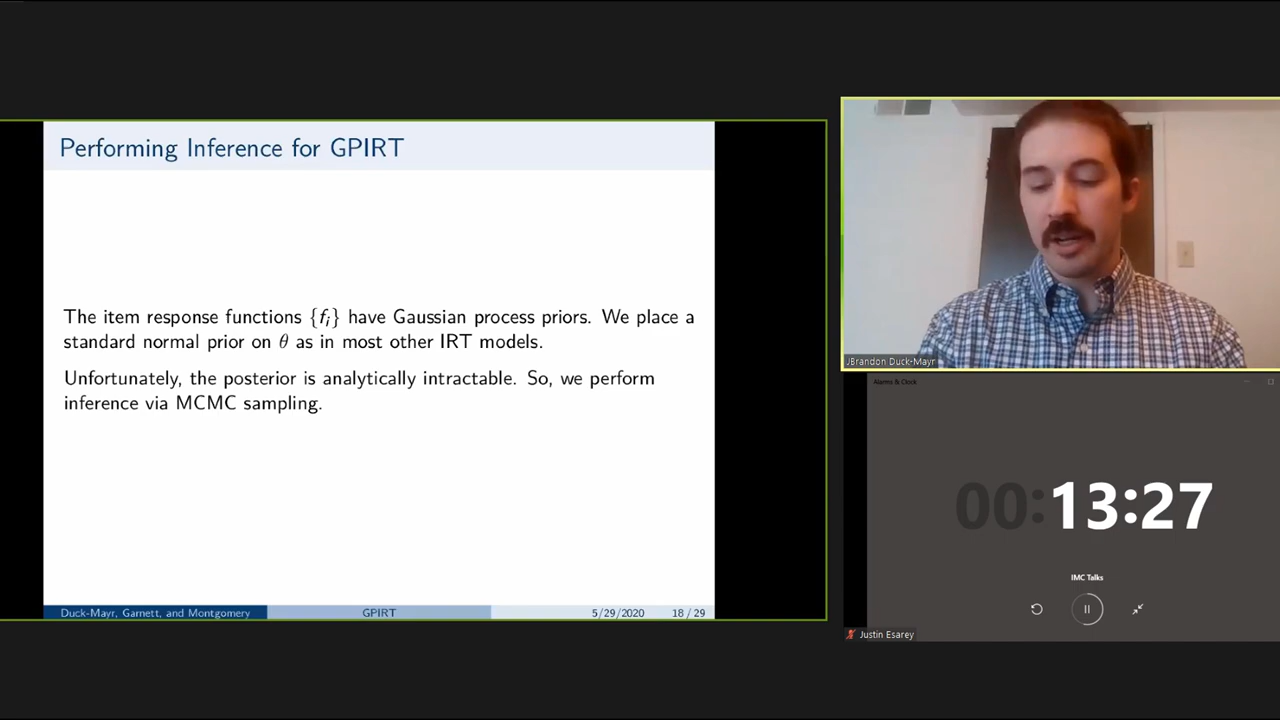 Performing Inference for GPIRT
The item response functions {fᵢ} have Gaussian process priors. We place a
standard normal prior on θ as in most other IRT models.
Unfortunately, the posterior is analytically intractable. So, we perform
inference via MCMC sampling.
Duck-Mayr, Garnett, and Montgomery GPIRT 5/29/2020 18 / 29
JBrandon Duck-Mayr
Alarms & Clock
00:13:27
IMC Talks
Justin Esarey